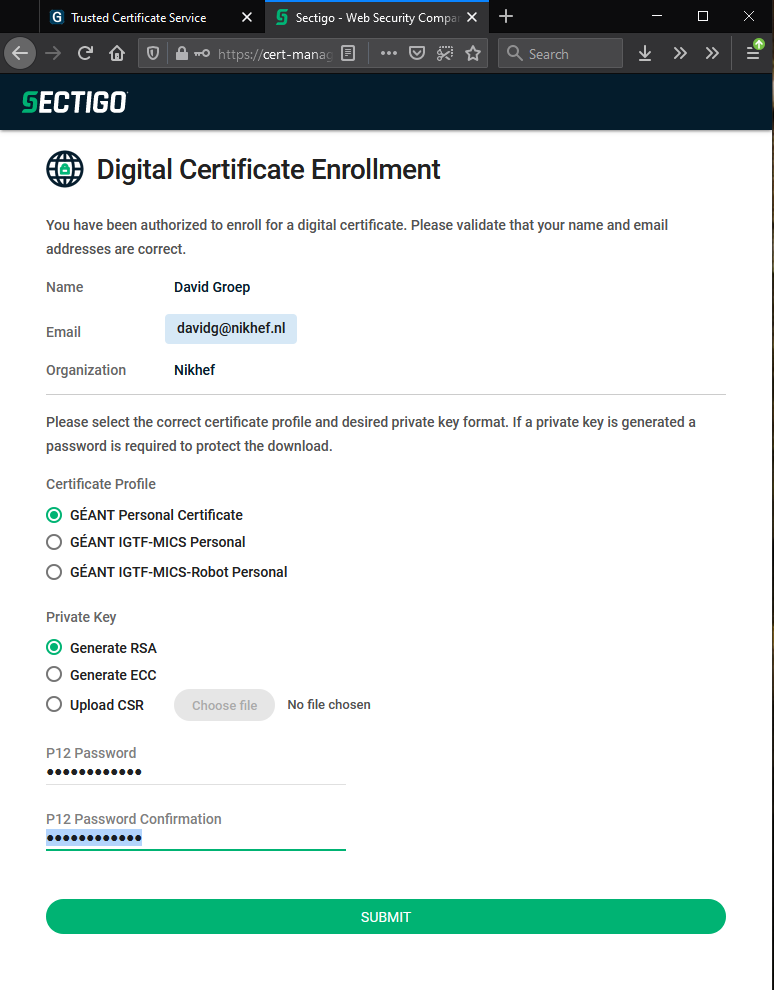 G Trusted Certificate Service
Sectigo - Web Security Compa
https://cert-manag
Search
SECTIGO
Digital Certificate Enrollment
You have been authorized to enroll for a digital certificate. Please validate that your name and email
addresses are correct.
Name David Groep
Email davidg@nikhef.nl
Organization Nikhef
Please select the correct certificate profile and desired private key format. If a private key is generated a
password is required to protect the download.
Certificate Profile
GÉANT Personal Certificate
GÉANT IGTF-MICS Personal
GÉANT IGTF-MICS-Robot Personal
Private Key
Generate RSA
Generate ECC
Upload CSR Choose file No file chosen
P12 Password
●●●●●●●●●●●●
P12 Password Confirmation
●●●●●●●●●●●●
SUBMIT